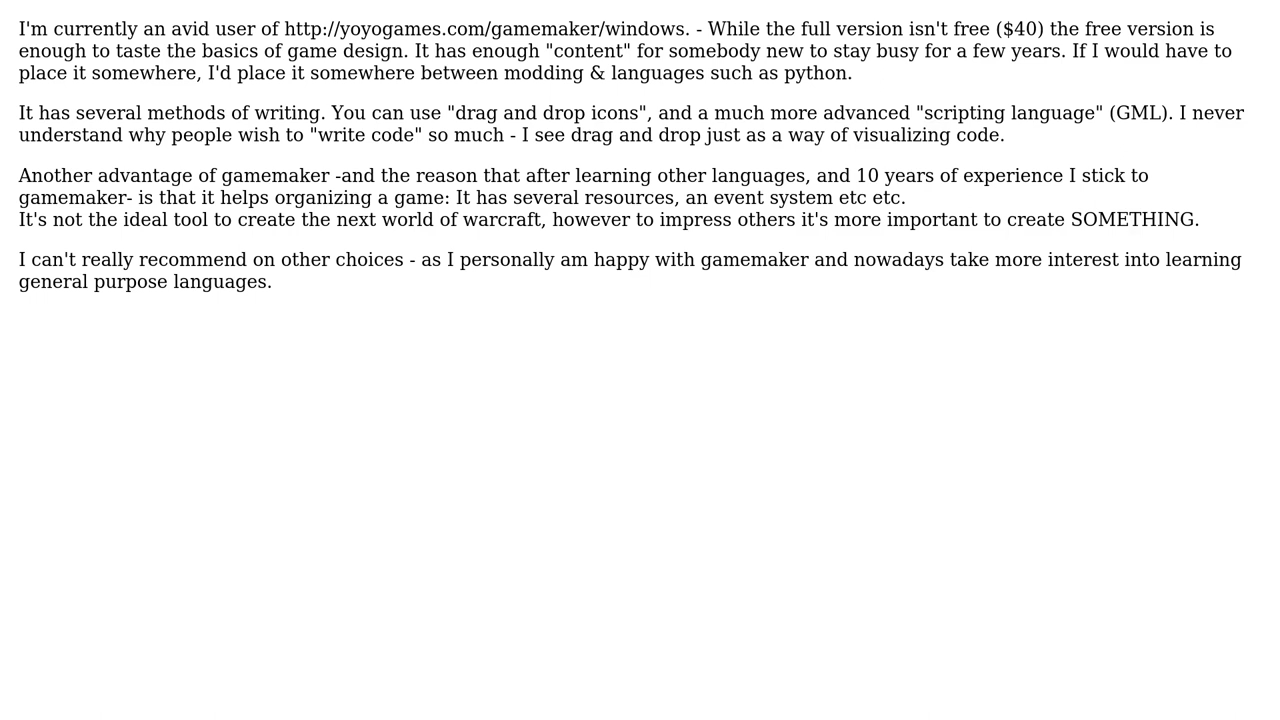 I'm currently an avid user of http://yoyogames.com/gamemaker/windows. - While the full version isn't free ($40) the free version is
enough to taste the basics of game design. It has enough "content" for somebody new to stay busy for a few years. If I would have to
place it somewhere, I'd place it somewhere between modding & languages such as python.
It has several methods of writing. You can use "drag and drop icons", and a much more advanced "scripting language" (GML). I never
understand why people wish to "write code" so much - I see drag and drop just as a way of visualizing code.
Another advantage of gamemaker -and the reason that after learning other languages, and 10 years of experience I stick to
gamemaker- is that it helps organizing a game: It has several resources, an event system etc etc.
It's not the ideal tool to create the next world of warcraft, however to impress others it's more important to create SOMETHING.
I can't really recommend on other choices - as I personally am happy with gamemaker and nowadays take more interest into learning
general purpose languages.